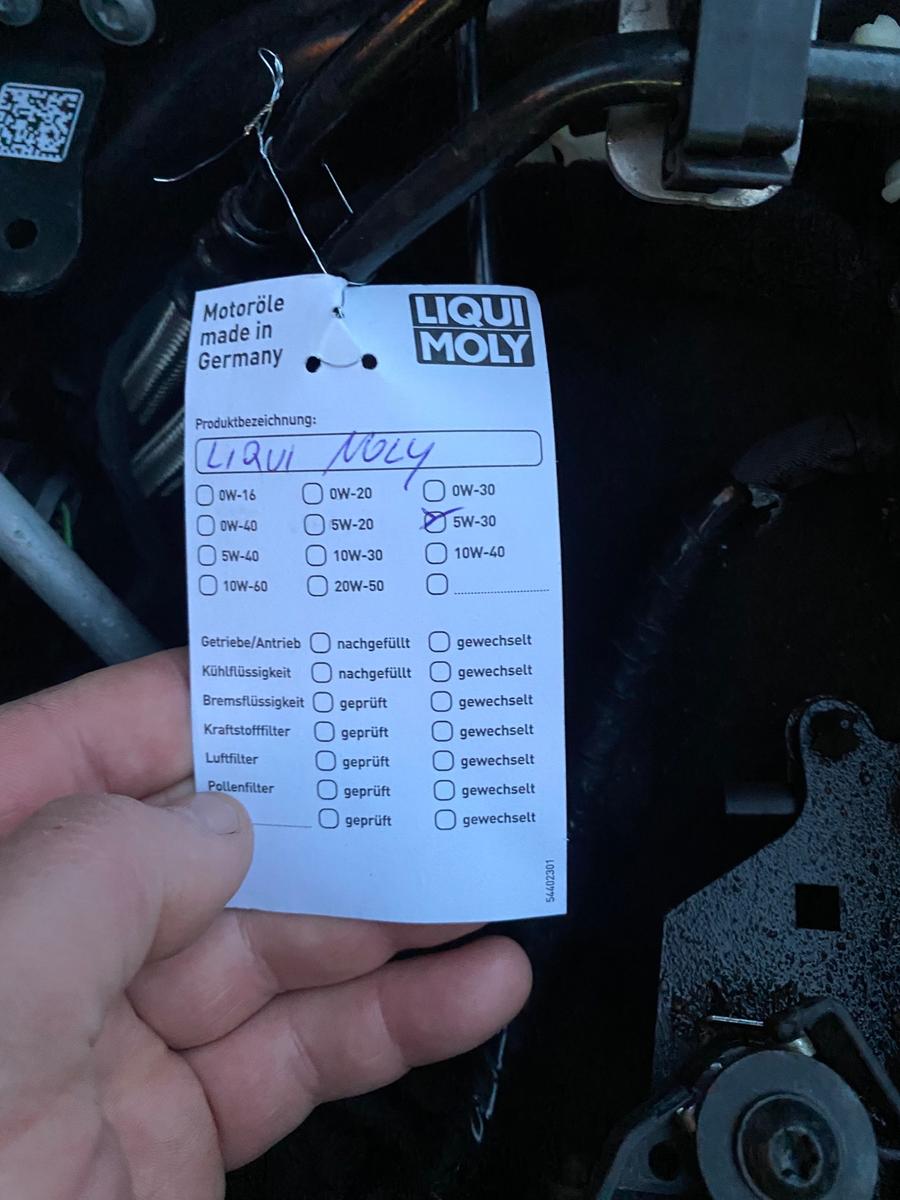 Motoröle
made in
Germany
LIQUI
MOLY
Produktbezeichnung:
LIQUI MOLY
0W-16 0W-20 0W-30
0W-40 5W-20 5W-30
5W-40 10W-30 10W-40
10W-60 20W-50
Getriebe/Antrieb nachgefüllt gewechselt
Kühlflüssigkeit nachgefüllt gewechselt
Bremsflüssigkeit geprüft gewechselt
Kraftstofffilter geprüft gewechselt
Luftfilter geprüft gewechselt
Pollenfilter geprüft gewechselt
geprüft gewechselt
54402301